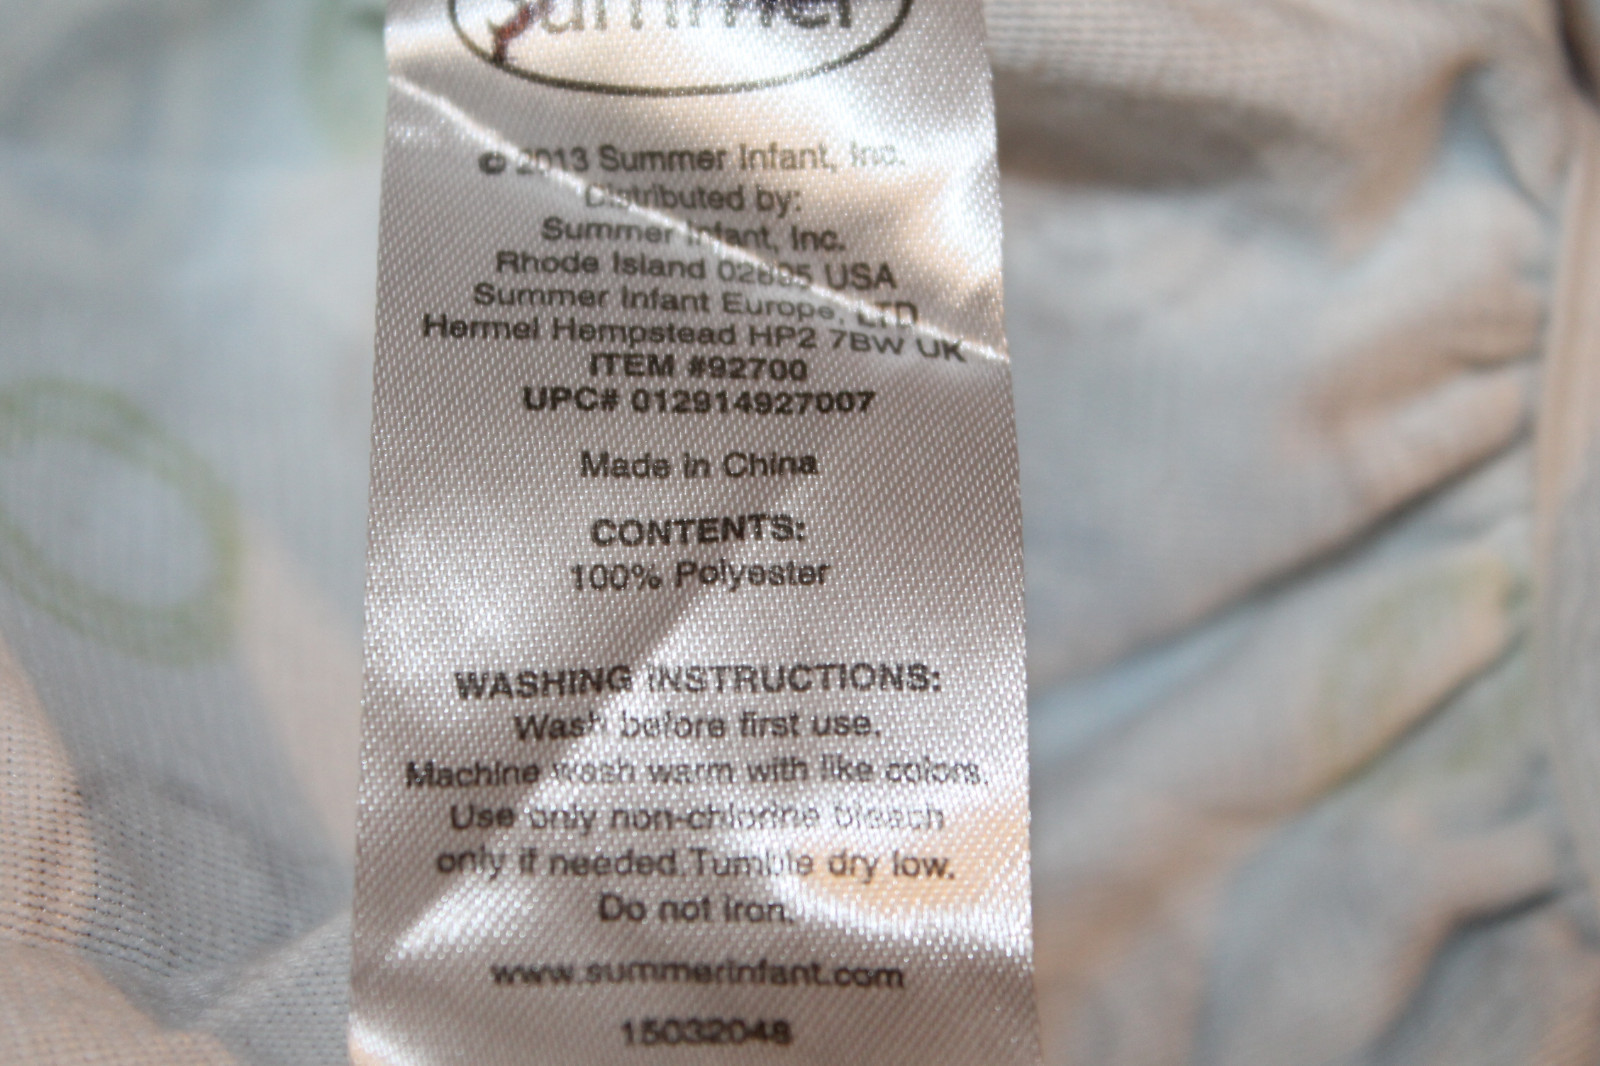 Summer
© 2013 Summer Infant, Inc.
Distributed by:
Summer Infant, Inc.
Rhode Island 02895 USA
Summer Infant Europe, LTD
Hermel Hempstead HP2 7BW UK
ITEM #92700
UPC# 012914927007
Made in China
CONTENTS:
100% Polyester
WASHING INSTRUCTIONS:
Wash before first use.
Machine wash warm with like colors.
Use only non-chlorine bleach
only if needed.Tumble dry low.
Do not iron.
www.summerinfant.com
15032048